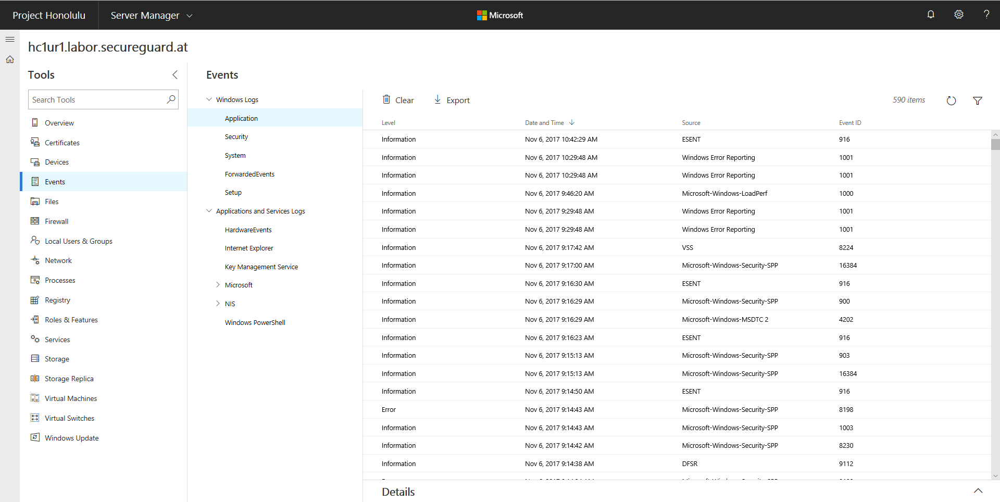 Project Honolulu
Server Manager
Microsoft
hc1ur1.labor.secureguard.at
Tools
Search Tools
Overview
Certificates
Devices
Events
Files
Firewall
Local Users & Groups
Network
Processes
Registry
Roles & Features
Services
Storage
Storage Replica
Virtual Machines
Virtual Switches
Windows Update
Events
Windows Logs
Application
Security
System
ForwardedEvents
Setup
Applications and Services Logs
HardwareEvents
Internet Explorer
Key Management Service
Microsoft
NIS
Windows PowerShell
Clear Export 590 items
Level Date and Time Source Event ID
Information Nov 6, 2017 10:42:29 AM ESENT 916
Information Nov 6, 2017 10:29:48 AM Windows Error Reporting 1001
Information Nov 6, 2017 10:29:48 AM Windows Error Reporting 1001
Information Nov 6, 2017 9:46:20 AM Microsoft-Windows-LoadPerf 1000
Information Nov 6, 2017 9:29:48 AM Windows Error Reporting 1001
Information Nov 6, 2017 9:29:48 AM Windows Error Reporting 1001
Information Nov 6, 2017 9:17:42 AM VSS 8224
Information Nov 6, 2017 9:17:00 AM Microsoft-Windows-Security-SPP 16384
Information Nov 6, 2017 9:16:30 AM ESENT 916
Information Nov 6, 2017 9:16:29 AM Microsoft-Windows-Security-SPP 900
Information Nov 6, 2017 9:16:29 AM Microsoft-Windows-MSDTC 2 4202
Information Nov 6, 2017 9:16:23 AM ESENT 916
Information Nov 6, 2017 9:15:13 AM Microsoft-Windows-Security-SPP 903
Information Nov 6, 2017 9:15:13 AM Microsoft-Windows-Security-SPP 16384
Information Nov 6, 2017 9:14:50 AM ESENT 916
Error Nov 6, 2017 9:14:43 AM Microsoft-Windows-Security-SPP 8198
Information Nov 6, 2017 9:14:43 AM Microsoft-Windows-Security-SPP 1003
Information Nov 6, 2017 9:14:42 AM Microsoft-Windows-Security-SPP 8230
Information Nov 6, 2017 9:14:38 AM DFSR 9112
Details